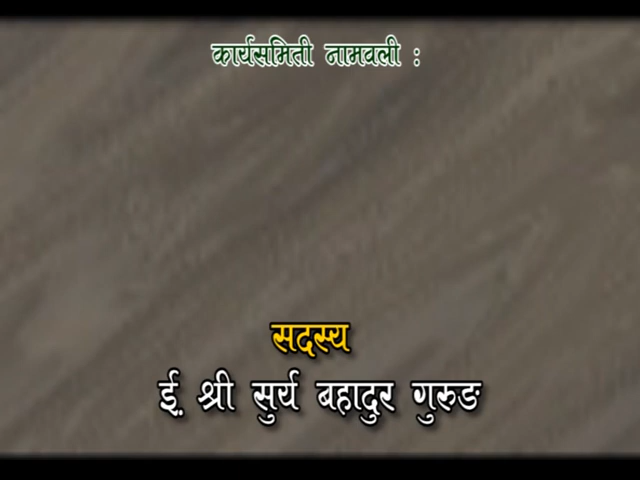 कार्यसमिती नामवली :
सदस्य
ई. श्री सुर्य बहादुर गुरुङ